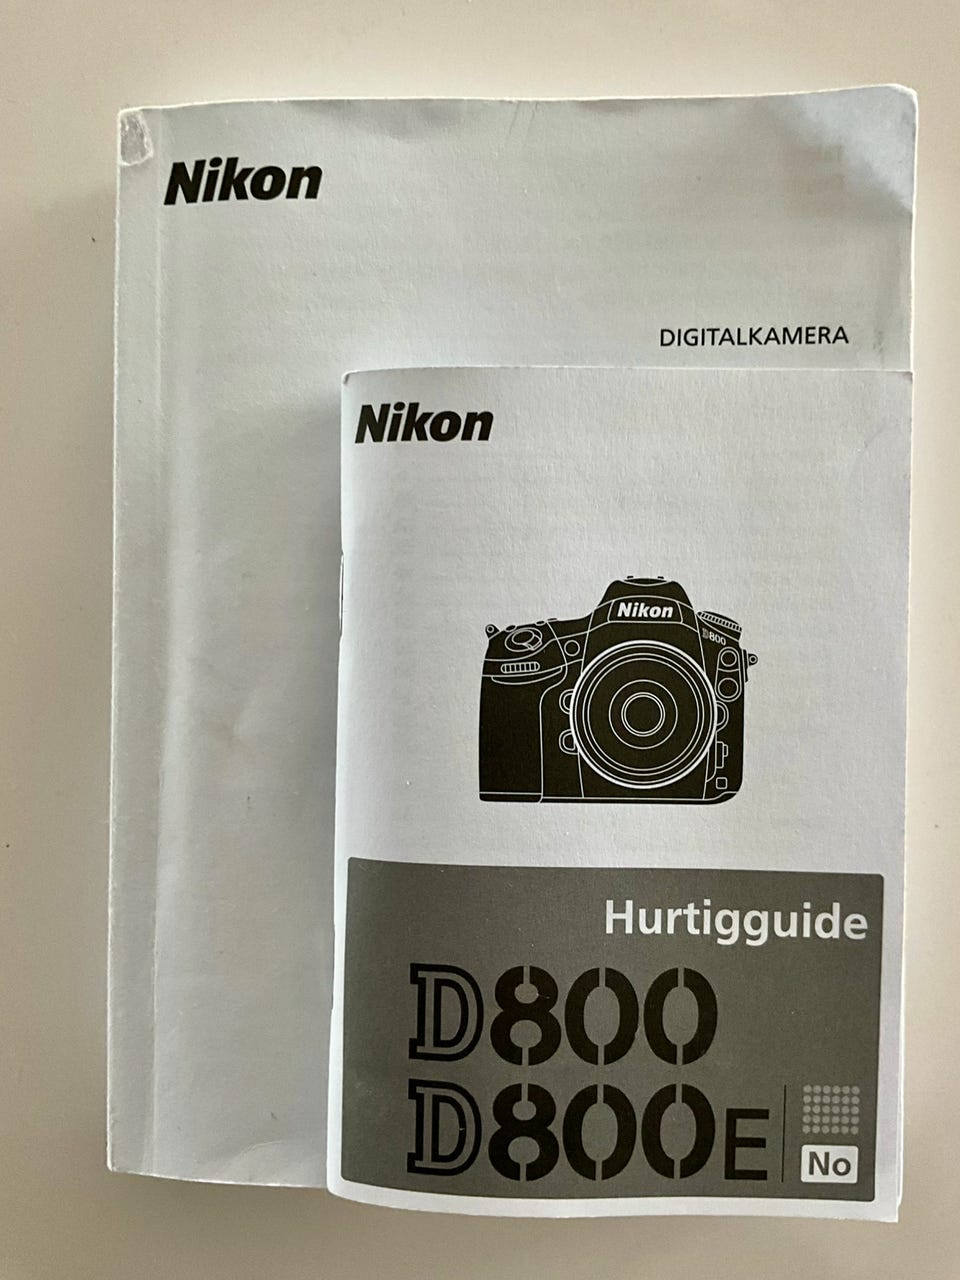 Nikon
DIGITALKAMERA
Nikon
Nikon
D800
Hurtigguide
D800
D800E
No